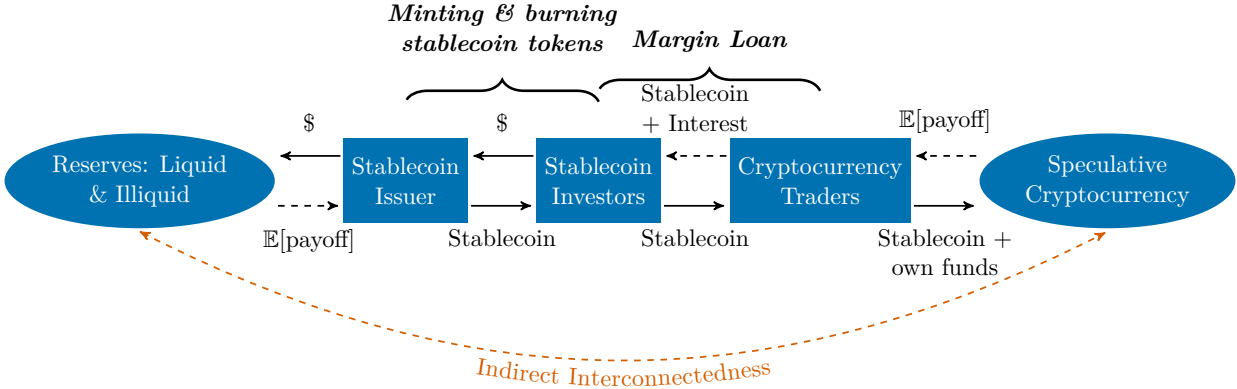 Minting & burning
stablecoin tokens
Margin Loan
$
$
Stablecoin
+ Interest
𝔼[payoff]
Reserves: Liquid
& Illiquid
Stablecoin
Issuer
Stablecoin
Investors
Cryptocurrency
Traders
Speculative
Cryptocurrency
𝔼[payoff]
Stablecoin
Stablecoin
Stablecoin +
own funds
Indirect Interconnectedness